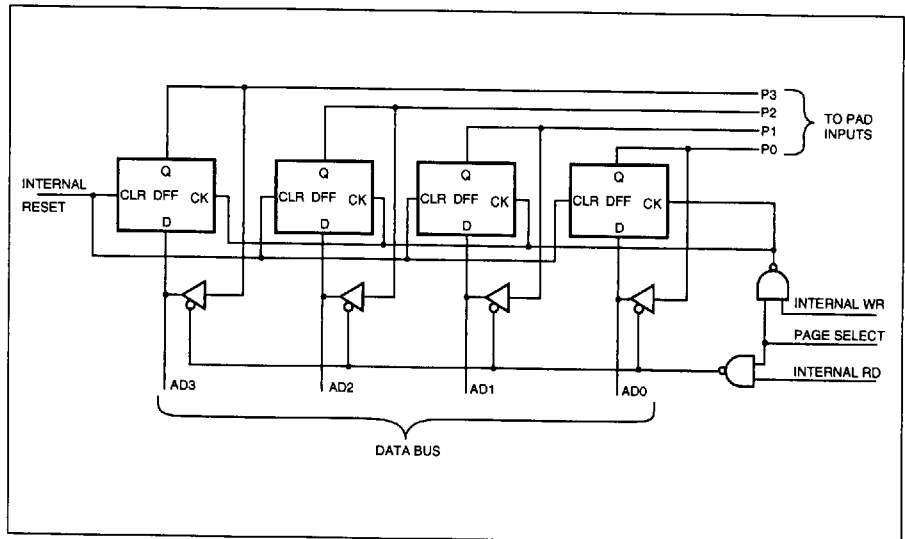 P3
P2
P1
P0
TO PAD
INPUTS
INTERNAL
RESET
Q
CLR DFF CK
D
Q
CLR DFF CK
D
Q
CLR DFF CK
D
Q
CLR DFF CK
D
INTERNAL WR
PAGE SELECT
INTERNAL RD
AD3
AD2
AD1
AD0
DATA BUS